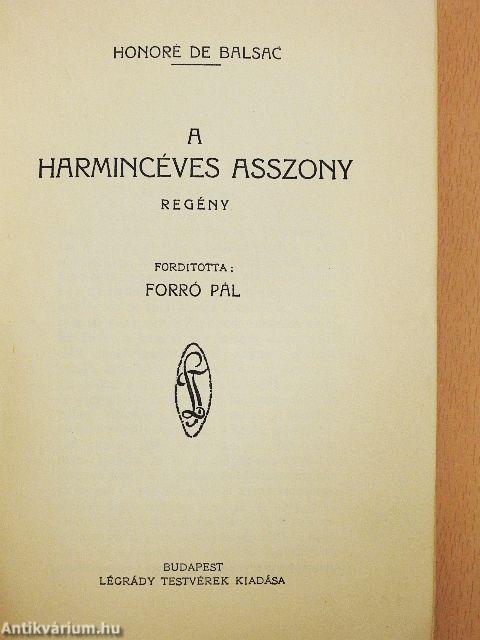 HONORÉ DE BALSAC
A
HARMINCÉVES ASSZONY
REGÉNY
FORDITOTTA:
FORRÓ PÁL
BUDAPEST
LÉGRÁDY TESTVÉREK KIADÁSA
Antikvárium.hu